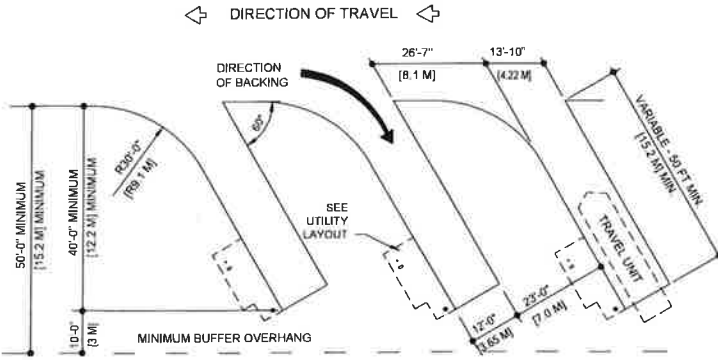 DIRECTION OF TRAVEL
26'-7"
[8.1 M]
13'-10"
[4.22 M]
DIRECTION
OF BACKING
60°
R30'-0"
[R9.1 M]
VARIABLE - 50 FT MIN.
[15.2 M] MIN.
50'-0" MINIMUM
[15.2 M] MINIMUM
40'-0" MINIMUM
[12.2 M] MINIMUM
SEE
UTILITY
LAYOUT
TRAVEL UNIT
12'-0"
[3.65 M]
23'-0"
[7.0 M]
10-0"
[3 M]
MINIMUM BUFFER OVERHANG